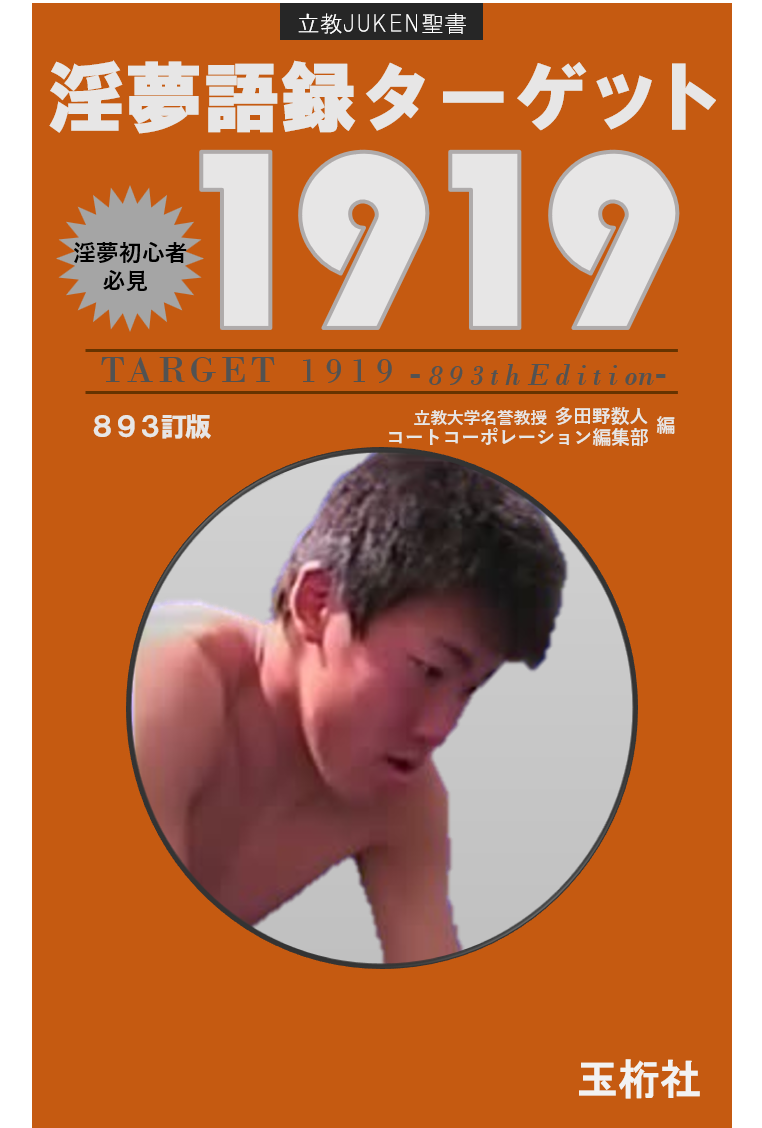 立教JUKEN聖書
淫夢語録ターゲット
1919
淫夢初心者
必見
TARGET 1919 -893th Edition-
893訂版
立教大学名誉教授 多田野数人
コートコーポレーション編集部
編
玉桁社